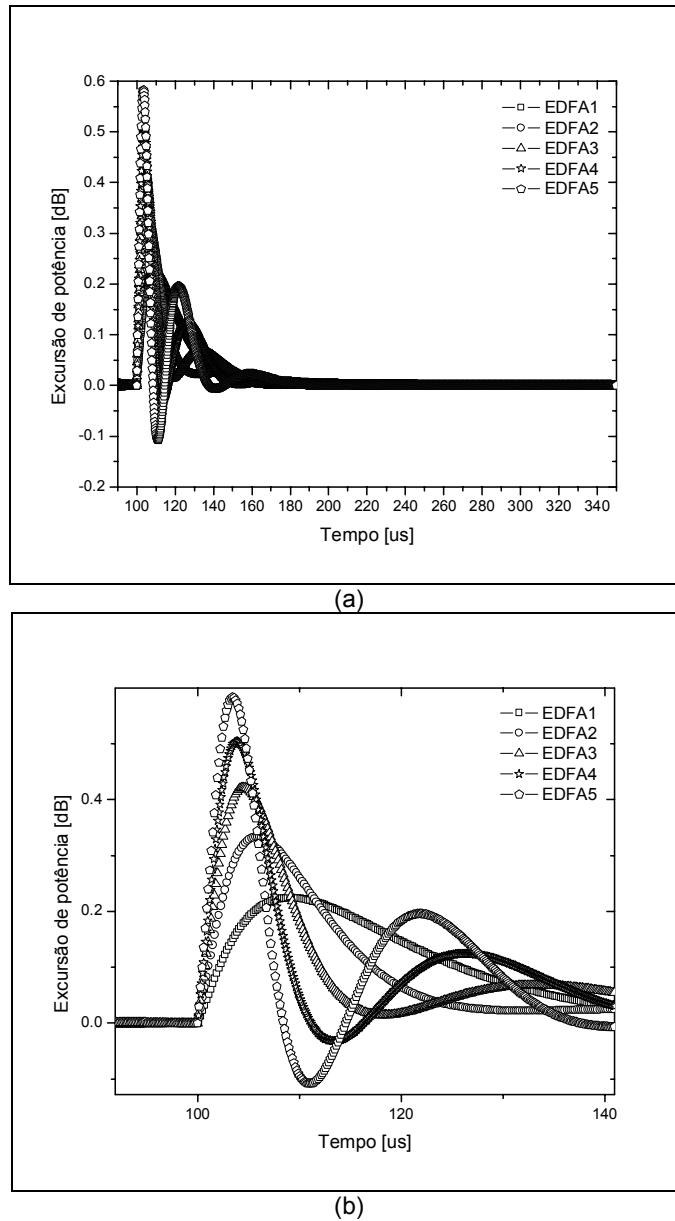 0.6
0.5
0.4
0.3
0.2
0.1
0.0
-0.1
-0.2
Excursão de potência [dB]
EDFA1
EDFA2
EDFA3
EDFA4
EDFA5
100 120 140 160 180 200 220 240 260 280 300 320 340
Tempo [us]
(a)
0.4
0.2
0.0
Excursão de potência [dB]
EDFA1
EDFA2
EDFA3
EDFA4
EDFA5
100 120 140
Tempo [us]
(b)